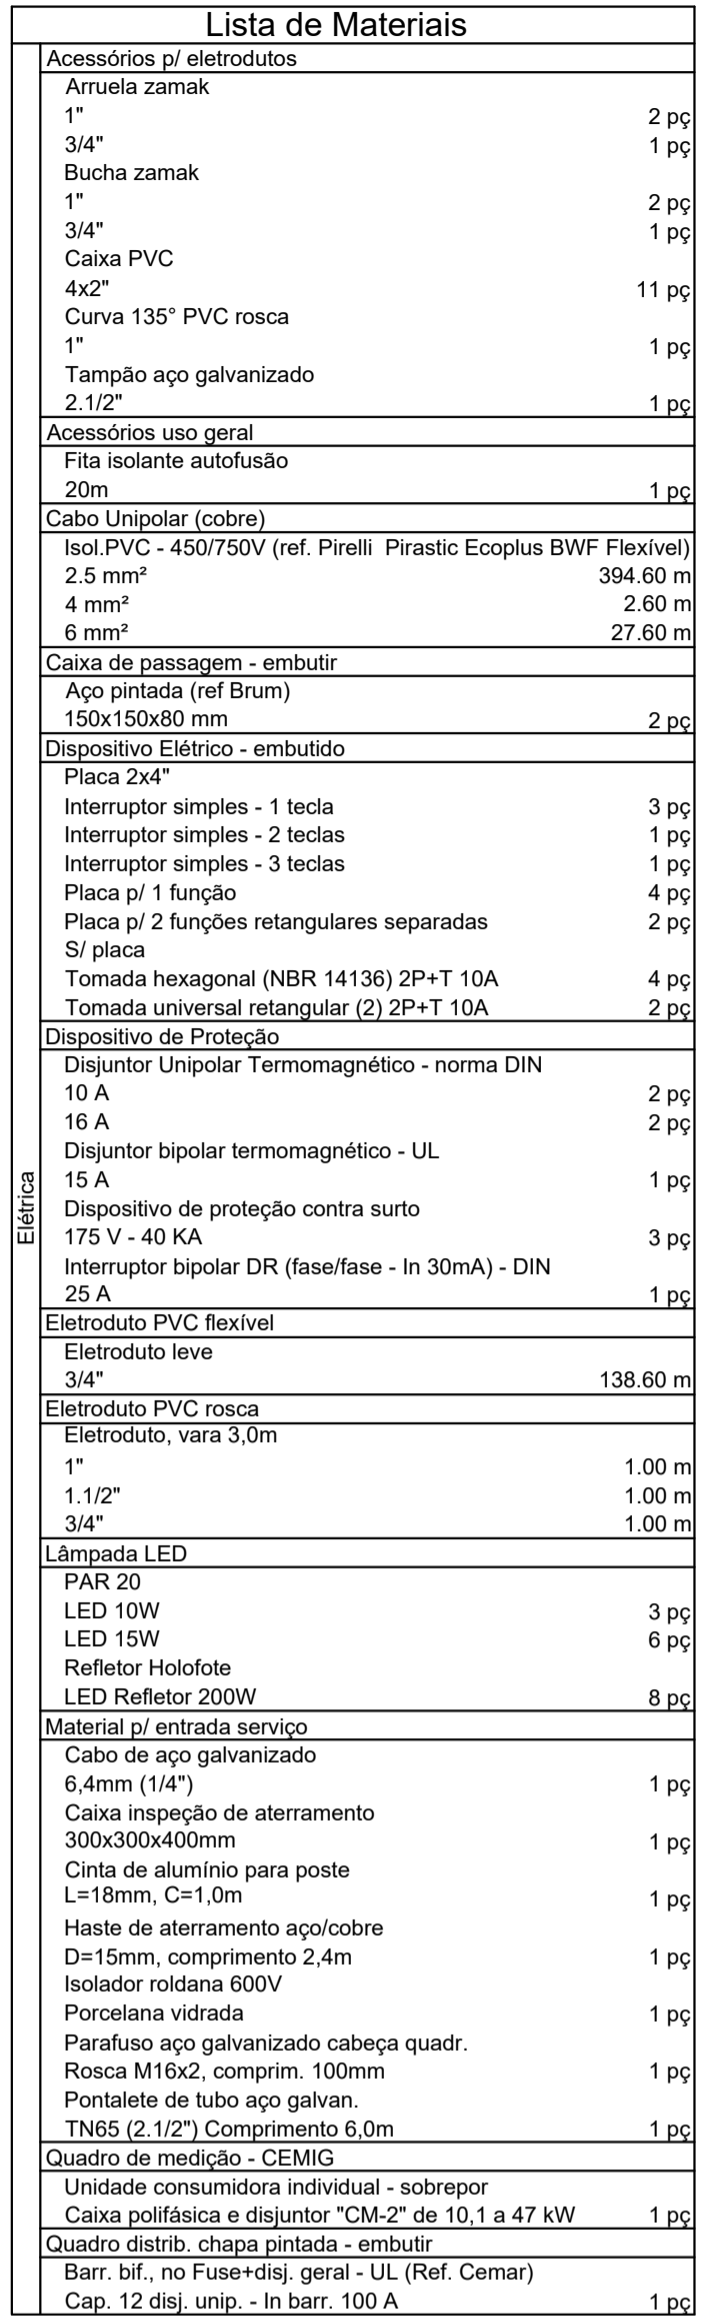 Lista de Materiais
Elétrica
Acessórios p/ eletrodutos
Arruela zamak
1" 2 pç
3/4" 1 pç
Bucha zamak
1" 2 pç
3/4" 1 pç
Caixa PVC
4x2" 11 pç
Curva 135° PVC rosca
1" 1 pç
Tampão aço galvanizado
2.1/2" 1 pç
Acessórios uso geral
Fita isolante autofusão
20m 1 pç
Cabo Unipolar (cobre)
Isol.PVC - 450/750V (ref. Pirelli Pirastic Ecoplus BWF Flexível)
2.5 mm² 394.60 m
4 mm² 2.60 m
6 mm² 27.60 m
Caixa de passagem - embutir
Aço pintada (ref Brum)
150x150x80 mm 2 pç
Dispositivo Elétrico - embutido
Placa 2x4"
Interruptor simples - 1 tecla 3 pç
Interruptor simples - 2 teclas 1 pç
Interruptor simples - 3 teclas 1 pç
Placa p/ 1 função 4 pç
Placa p/ 2 funções retangulares separadas 2 pç
S/ placa
Tomada hexagonal (NBR 14136) 2P+T 10A 4 pç
Tomada universal retangular (2) 2P+T 10A 2 pç
Dispositivo de Proteção
Disjuntor Unipolar Termomagnético - norma DIN
10 A 2 pç
16 A 2 pç
Disjuntor bipolar termomagnético - UL
15 A 1 pç
Dispositivo de proteção contra surto
175 V - 40 KA 3 pç
Interruptor bipolar DR (fase/fase - In 30mA) - DIN
25 A 1 pç
Eletroduto PVC flexível
Eletroduto leve
3/4" 138.60 m
Eletroduto PVC rosca
Eletroduto, vara 3,0m
1" 1.00 m
1.1/2" 1.00 m
3/4" 1.00 m
Lâmpada LED
PAR 20
LED 10W 3 pç
LED 15W 6 pç
Refletor Holofote
LED Refletor 200W 8 pç
Material p/ entrada serviço
Cabo de aço galvanizado
6,4mm (1/4") 1 pç
Caixa inspeção de aterramento
300x300x400mm 1 pç
Cinta de alumínio para poste
L=18mm, C=1,0m 1 pç
Haste de aterramento aço/cobre
D=15mm, comprimento 2,4m 1 pç
Isolador roldana 600V
Porcelana vidrada 1 pç
Parafuso aço galvanizado cabeça quadr.
Rosca M16x2, comprim. 100mm 1 pç
Pontalete de tubo aço galvan.
TN65 (2.1/2") Comprimento 6,0m 1 pç
Quadro de medição - CEMIG
Unidade consumidora individual - sobrepor
Caixa polifásica e disjuntor "CM-2" de 10,1 a 47 kW 1 pç
Quadro distrib. chapa pintada - embutir
Barr. bif., no Fuse+disj. geral - UL (Ref. Cemar)
Cap. 12 disj. unip. - In barr. 100 A 1 pç